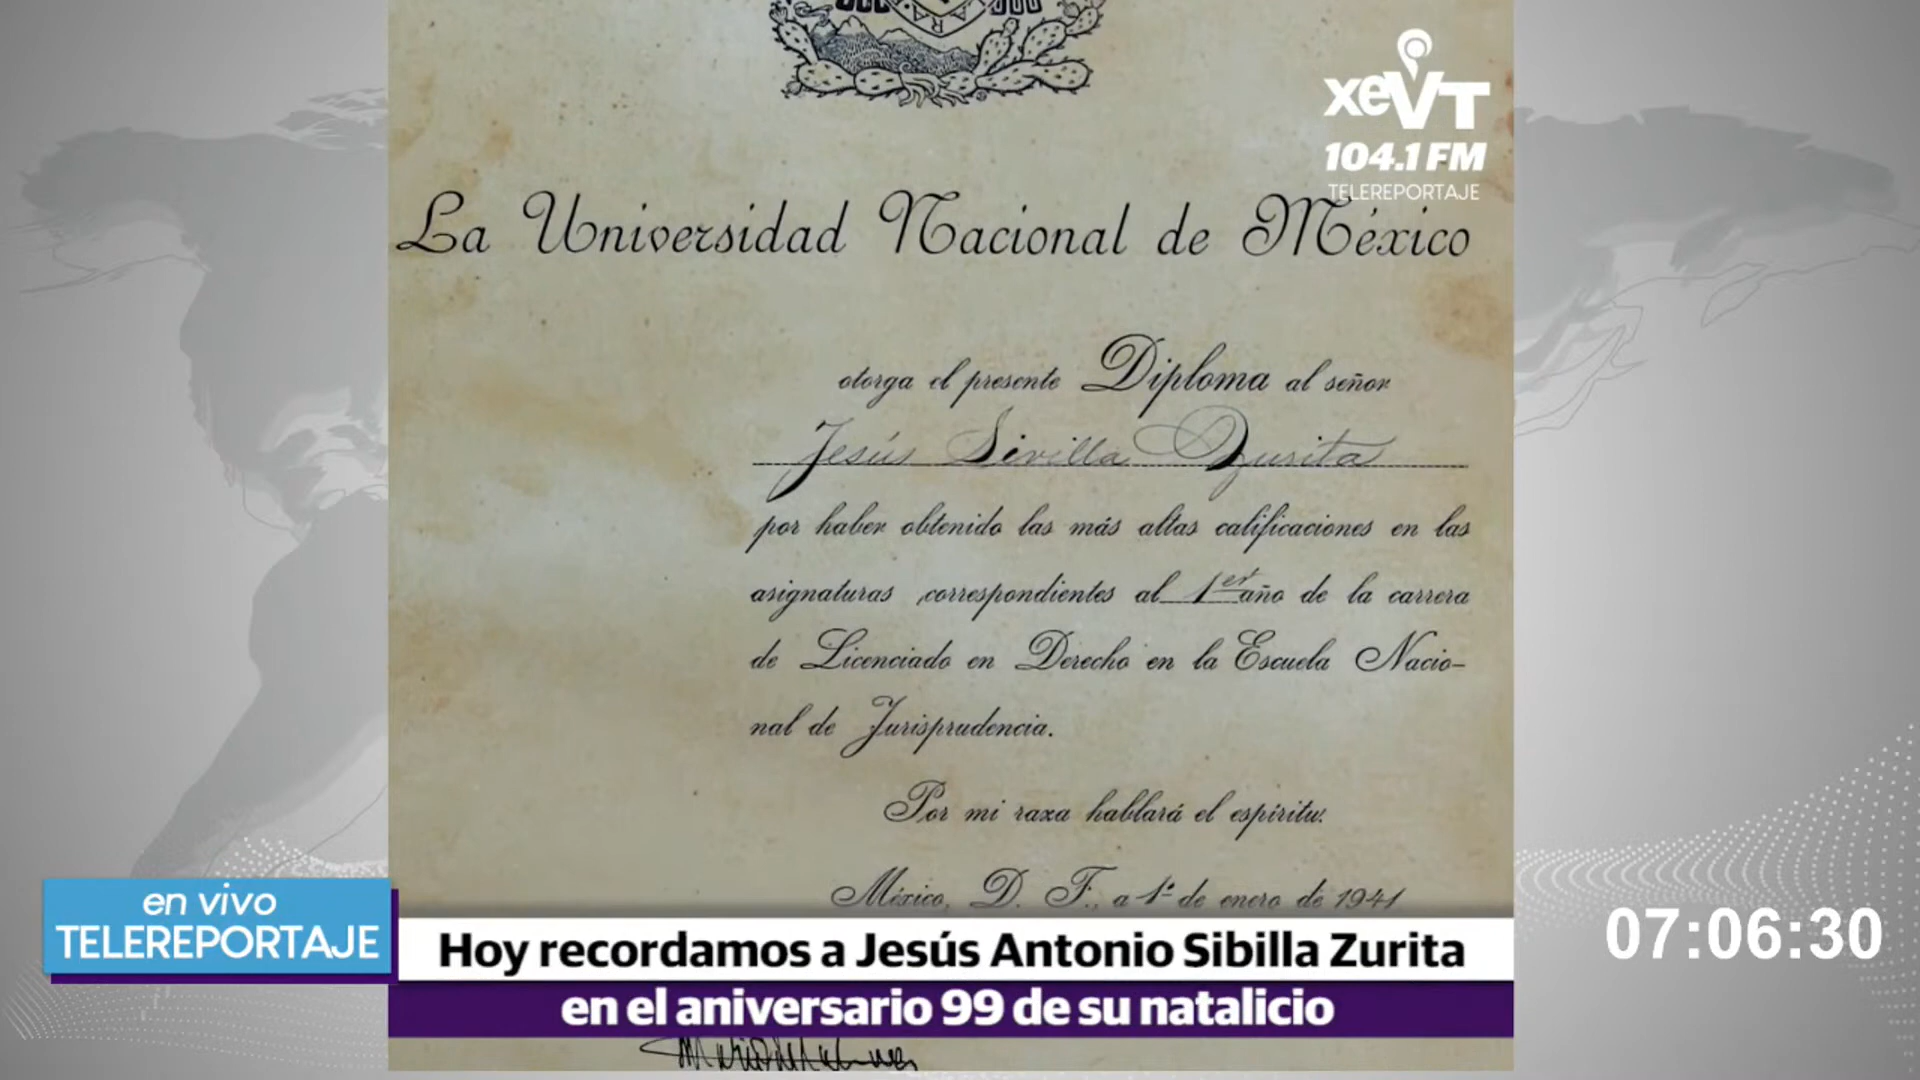 xeVT
104.1 FM
TELEREPORTAJE
La Universidad Nacional de México
otorga el presente Diploma al señor
Jesús Sivilla Zurita
por haber obtenido las más altas calificaciones en las
asignaturas correspondientes al 1er año de la carrera
de Licenciado en Derecho en la Escuela Nacio-
nal de Jurisprudencia.
Por mi raza hablará el espíritu.
México, D. F., a 1º de enero de 1941
en vivo
TELEREPORTAJE
Hoy recordamos a Jesús Antonio Sibilla Zurita
en el aniversario 99 de su natalicio
07:06:30